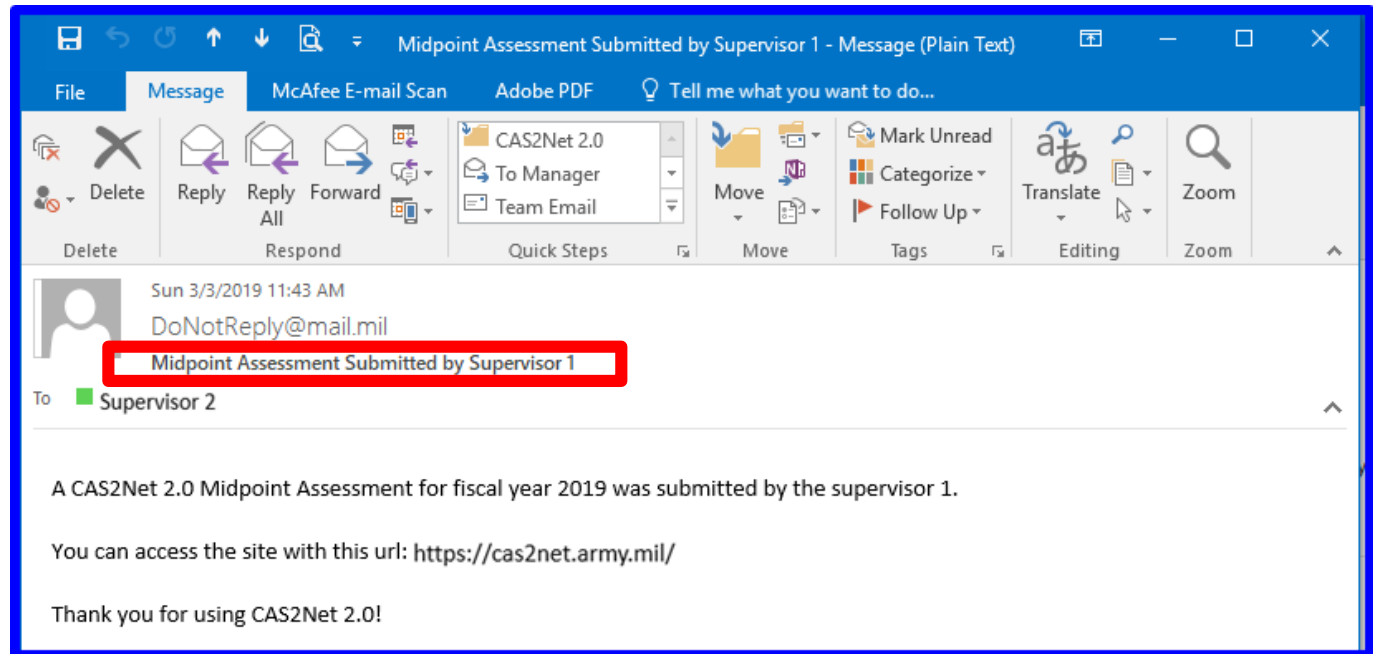 Midpoint Assessment Submitted by Supervisor 1 - Message (Plain Text)
File Message McAfee E-mail Scan Adobe PDF Tell me what you want to do...
Delete
Reply
Reply All
Forward
CAS2Net 2.0
To Manager
Team Email
Move
Mark Unread
Categorize
Follow Up
Translate
Zoom
Delete Respond Quick Steps Move Tags Editing Zoom
Sun 3/3/2019 11:43 AM
DoNotReply@mail.mil
Midpoint Assessment Submitted by Supervisor 1
To Supervisor 2
A CAS2Net 2.0 Midpoint Assessment for fiscal year 2019 was submitted by the supervisor 1.
You can access the site with this url: https://cas2net.army.mil/
Thank you for using CAS2Net 2.0!